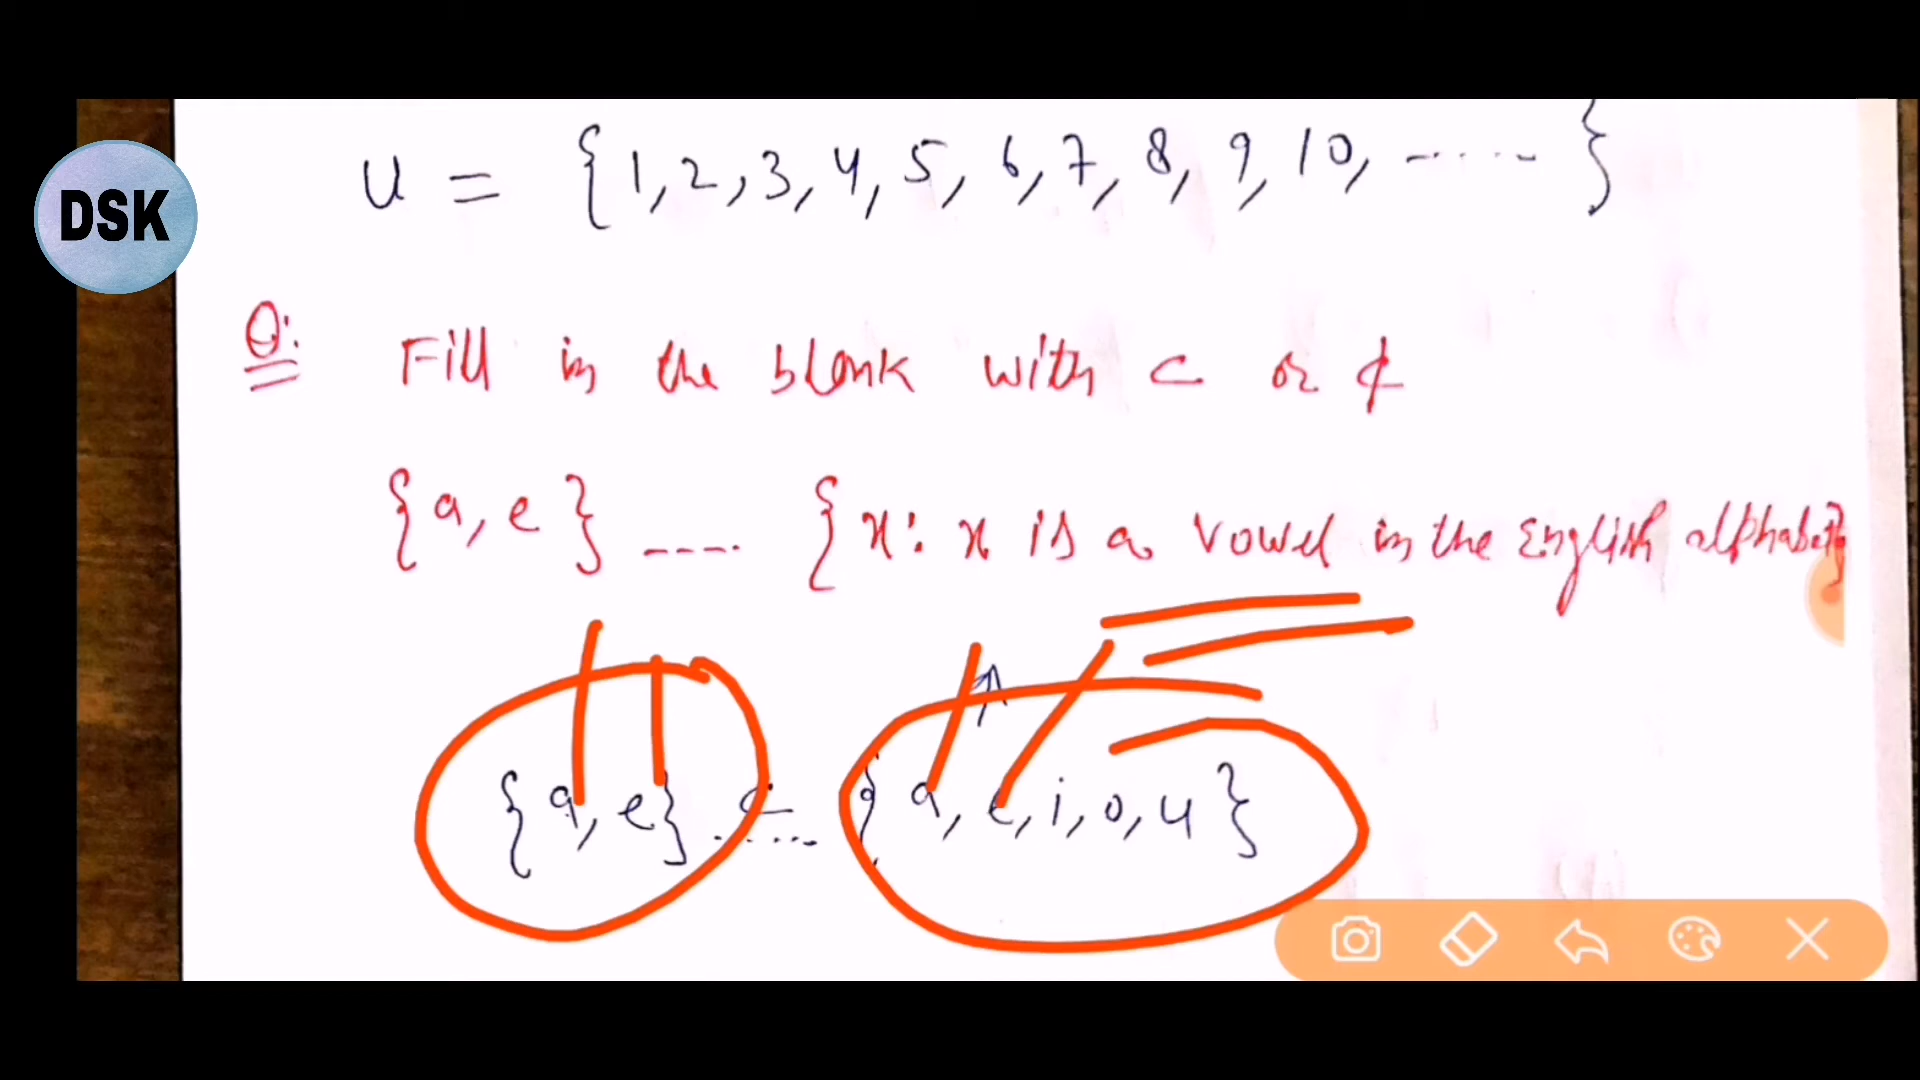 U = {1, 2, 3, 4, 5, 6, 7, 8, 9, 10, ......}
DSK
Q: Fill in the blank with ⊂ or ⊄
{a, e} ..... {x: x is a vowel in the English alphabet}
{a, e} ..⊂... {a, e, i, o, u}